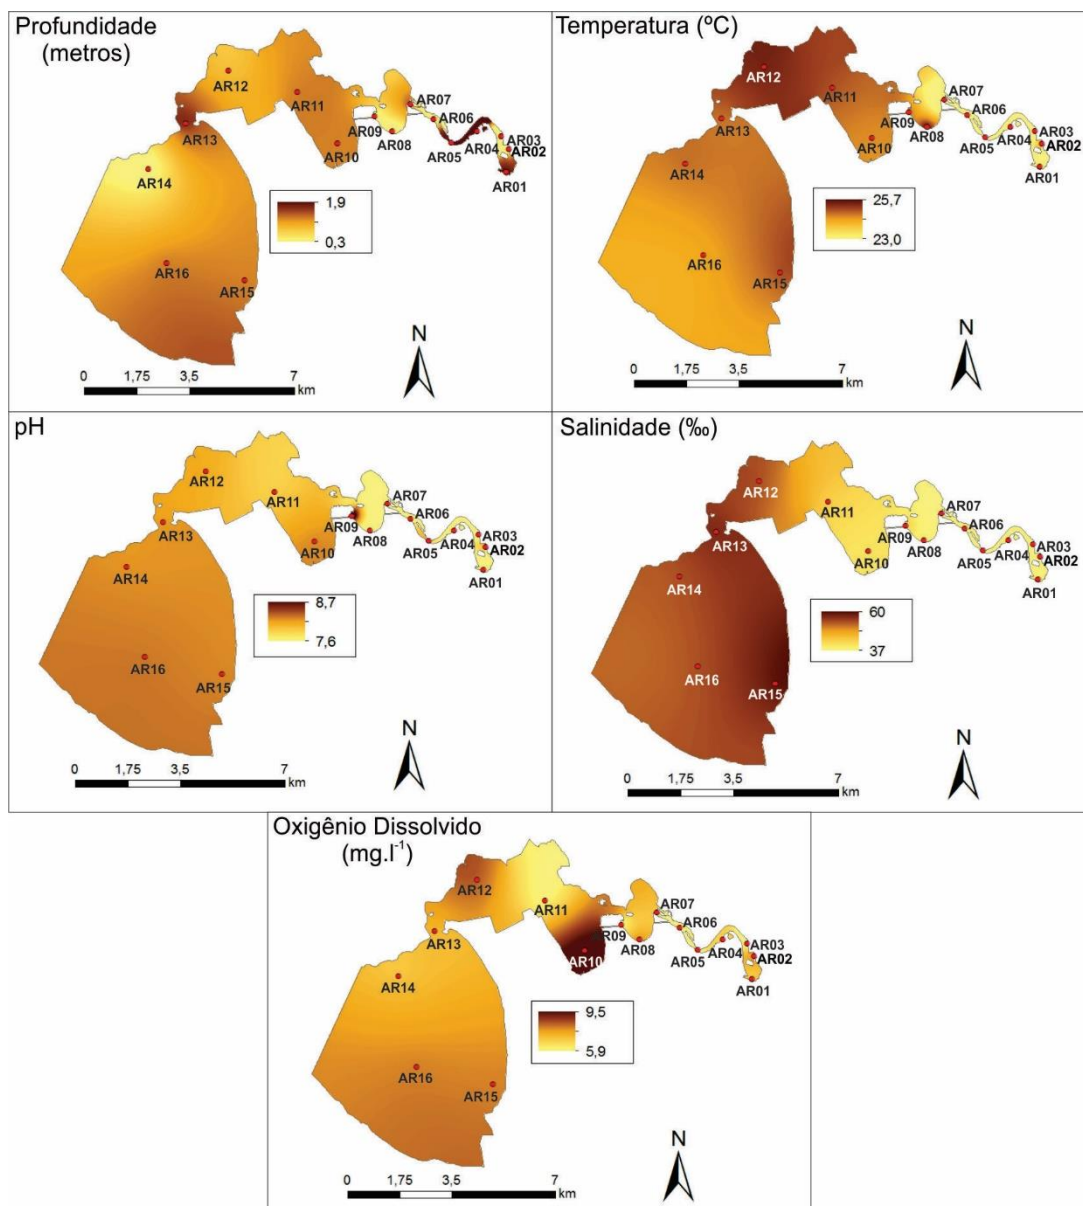 Profundidade
(metros)
AR12
AR11
AR13
AR10
AR09
AR08
AR07
AR06
AR05
AR04
AR03
AR02
AR01
AR14
AR16
AR15
1,9
0,3
N
0 1,75 3,5 7
km
Temperatura (ºC)
AR12
AR11
AR13
AR10
AR09
AR08
AR07
AR06
AR05
AR04
AR03
AR02
AR01
AR14
AR16
AR15
25,7
23,0
N
0 1,75 3,5 7
km
pH
AR12
AR11
AR13
AR10
AR09
AR08
AR07
AR06
AR05
AR04
AR03
AR02
AR01
AR14
AR16
AR15
8,7
7,6
N
0 1,75 3,5 7
km
Salinidade (‰)
AR12
AR11
AR13
AR10
AR09
AR08
AR07
AR06
AR05
AR04
AR03
AR02
AR01
AR14
AR16
AR15
60
37
N
0 1,75 3,5 7
km
Oxigênio Dissolvido
(mg.l⁻¹)
AR12
AR11
AR13
AR10
AR09
AR08
AR07
AR06
AR05
AR04
AR03
AR02
AR01
AR14
AR16
AR15
9,5
5,9
N
0 1,75 3,5 7
km